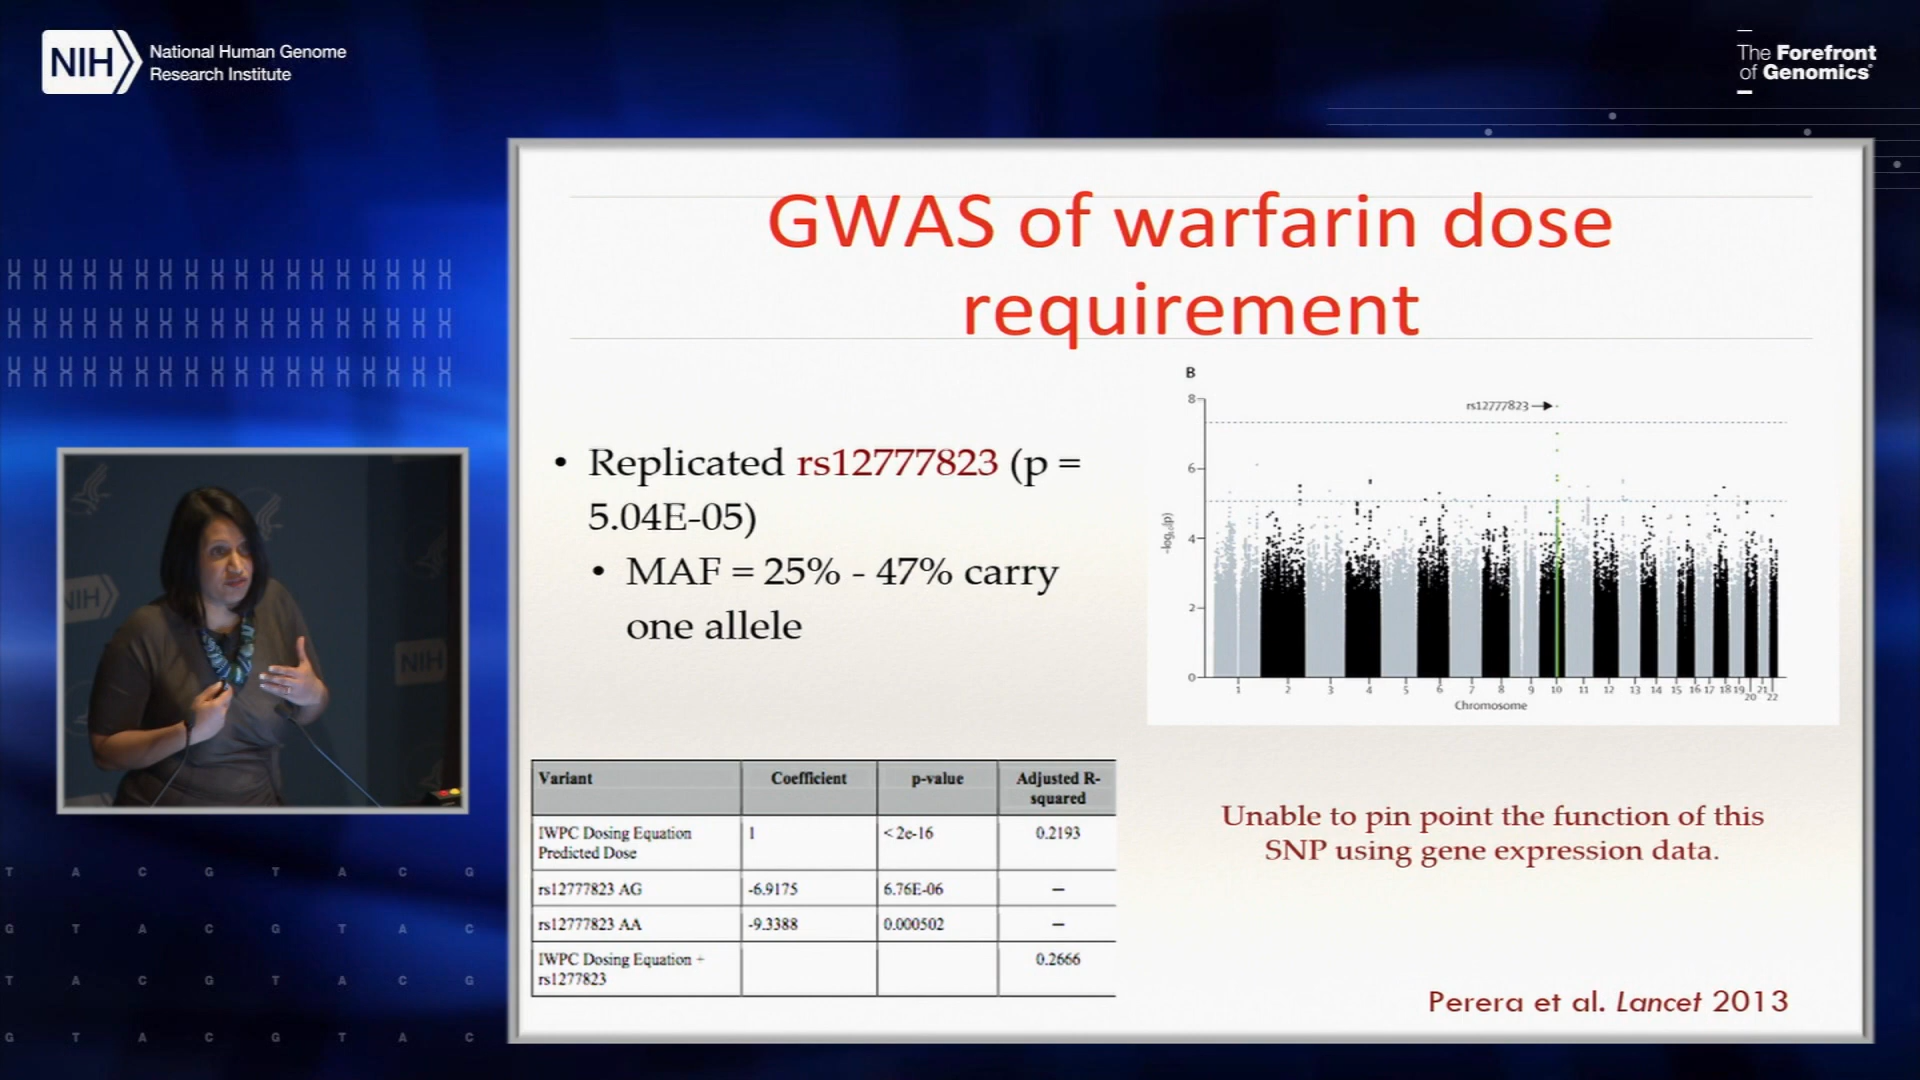 NIH
National Human Genome
Research Institute
The Forefront
of Genomics®
GWAS of warfarin dose
requirement
• Replicated rs12777823 (p =
5.04E-05)
• MAF = 25% - 47% carry
one allele
B
rs12777823
8
6
4
2
0
-log10(p)
1 2 3 4 5 6 7 8 9 10 11 12 13 14 15 16 17 18 19 20 21 22
Chromosome
Variant Coefficient p-value Adjusted R-
squared
IWPC Dosing Equation 1 < 2e-16 0.2193
Predicted Dose
rs12777823 AG -6.9175 6.76E-06 –
rs12777823 AA -9.3388 0.000502 –
IWPC Dosing Equation + 0.2666
rs1277823
Unable to pin point the function of this
SNP using gene expression data.
Perera et al. Lancet 2013
NIH
NIH
T A C G T A C G
G T A C G T A C
T A C G T A C G
G T A C G T A C